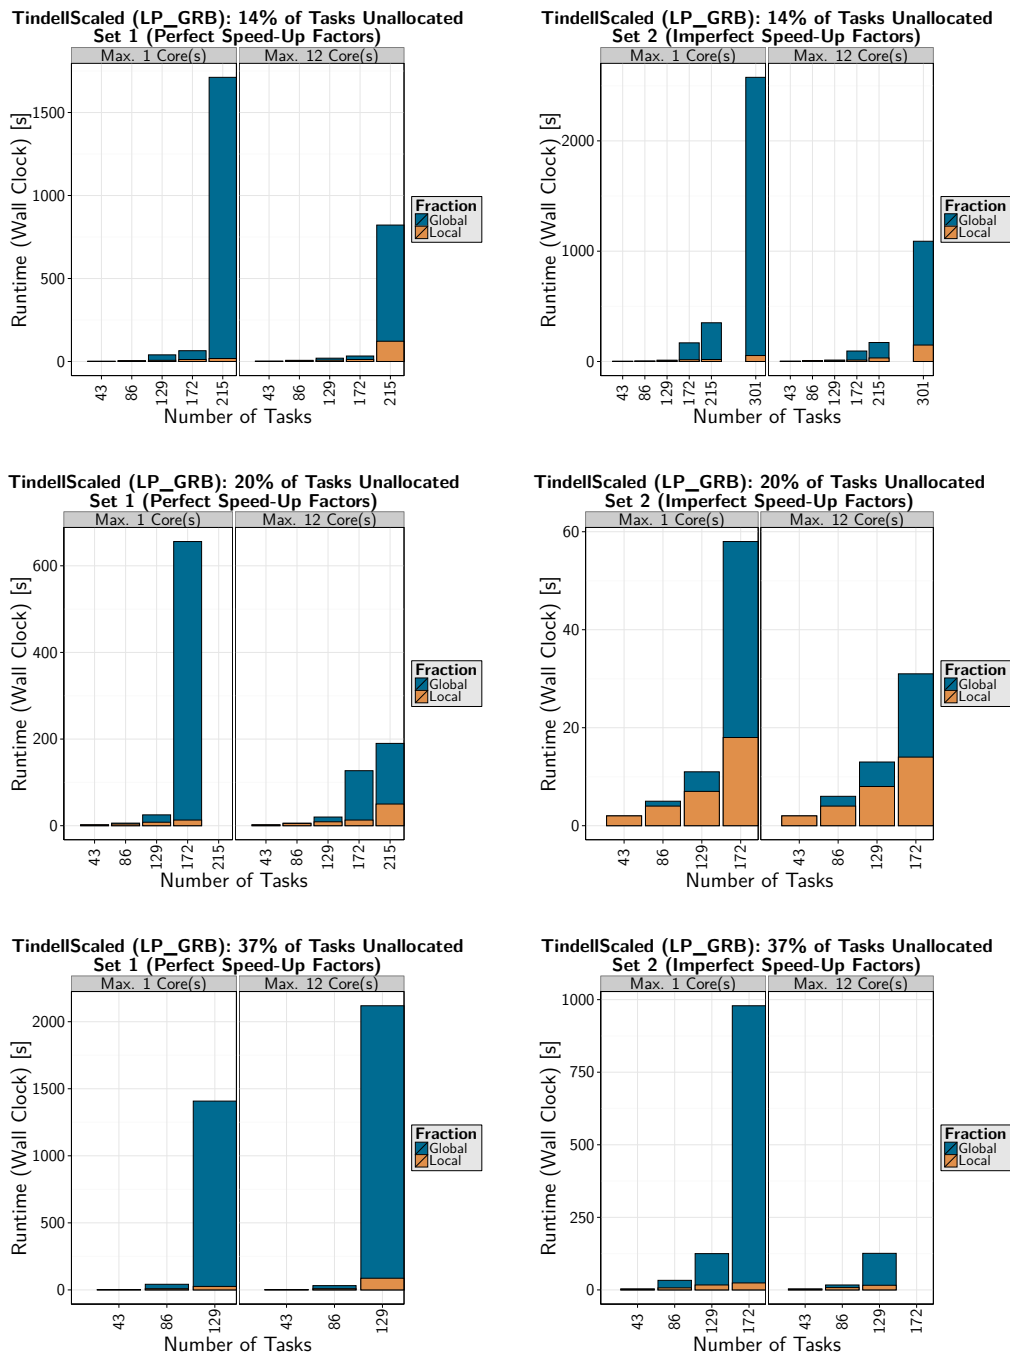 TindellScaled (LP_GRB): 14% of Tasks Unallocated
Set 1 (Perfect Speed-Up Factors)
Max. 1 Core(s)
Max. 12 Core(s)
Runtime (Wall Clock) [s]
1500
1000
500
0
43
86
129
172
215
43
86
129
172
215
Number of Tasks
Fraction
Global
Local
TindellScaled (LP_GRB): 14% of Tasks Unallocated
Set 2 (Imperfect Speed-Up Factors)
Max. 1 Core(s)
Max. 12 Core(s)
Runtime (Wall Clock) [s]
2000
1000
0
43
86
129
172
215
301
43
86
129
172
215
301
Number of Tasks
Fraction
Global
Local
TindellScaled (LP_GRB): 20% of Tasks Unallocated
Set 1 (Perfect Speed-Up Factors)
Max. 1 Core(s)
Max. 12 Core(s)
Runtime (Wall Clock) [s]
600
400
200
0
43
86
129
172
215
43
86
129
172
215
Number of Tasks
Fraction
Global
Local
TindellScaled (LP_GRB): 20% of Tasks Unallocated
Set 2 (Imperfect Speed-Up Factors)
Max. 1 Core(s)
Max. 12 Core(s)
Runtime (Wall Clock) [s]
60
40
20
0
43
86
129
172
43
86
129
172
Number of Tasks
Fraction
Global
Local
TindellScaled (LP_GRB): 37% of Tasks Unallocated
Set 1 (Perfect Speed-Up Factors)
Max. 1 Core(s)
Max. 12 Core(s)
Runtime (Wall Clock) [s]
2000
1500
1000
500
0
43
86
129
43
86
129
Number of Tasks
Fraction
Global
Local
TindellScaled (LP_GRB): 37% of Tasks Unallocated
Set 2 (Imperfect Speed-Up Factors)
Max. 1 Core(s)
Max. 12 Core(s)
Runtime (Wall Clock) [s]
1000
750
500
250
0
43
86
129
172
43
86
129
172
Number of Tasks
Fraction
Global
Local